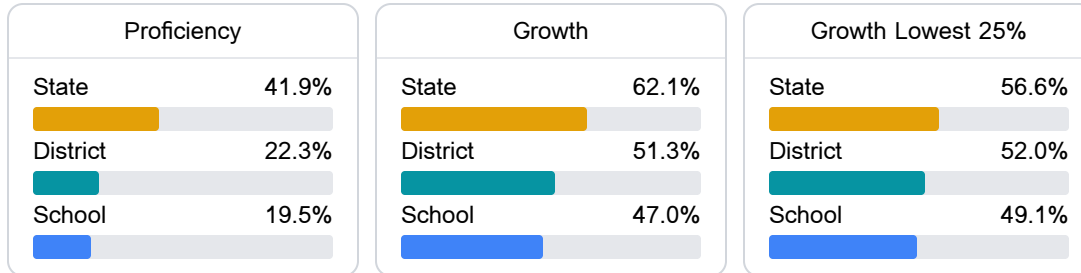 Proficiency
State 41.9%
District 22.3%
School 19.5%
Growth
State 62.1%
District 51.3%
School 47.0%
Growth Lowest 25%
State 56.6%
District 52.0%
School 49.1%